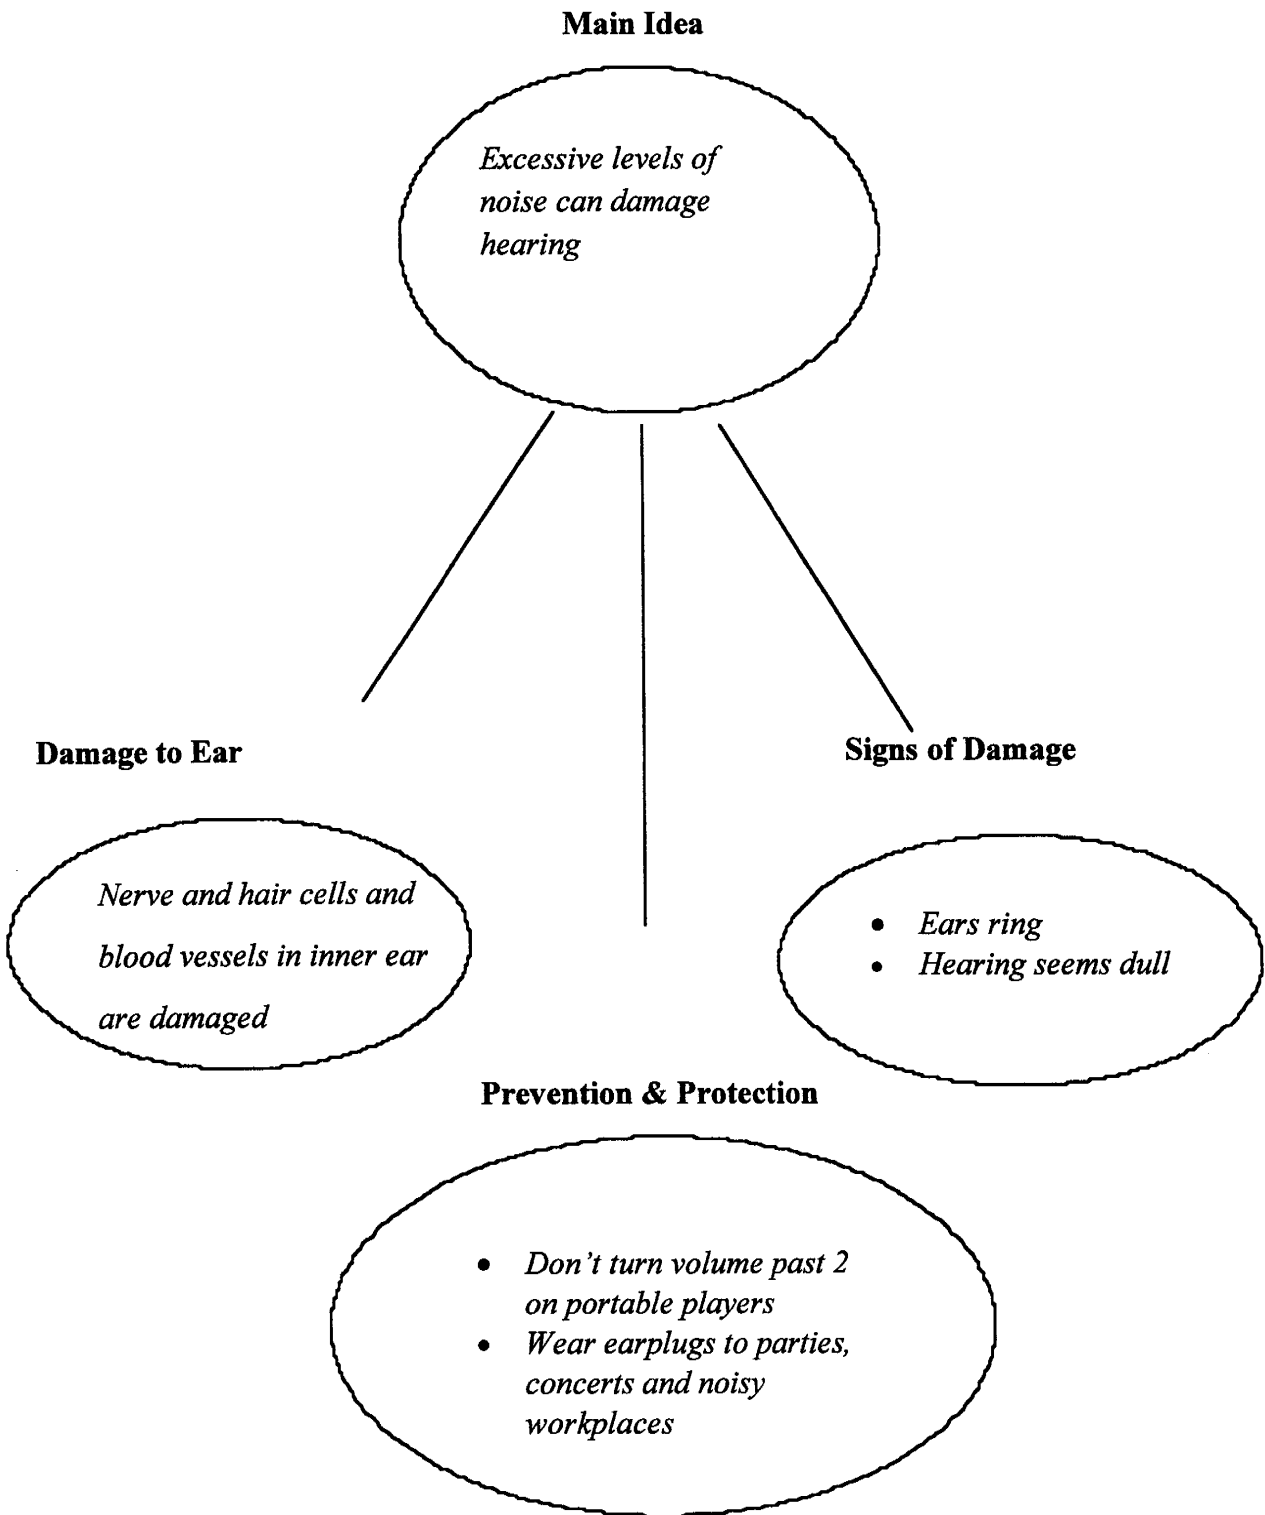 Main Idea
Excessive levels of
noise can damage
hearing
Damage to Ear
Nerve and hair cells and
blood vessels in inner ear
are damaged
Signs of Damage
• Ears ring
• Hearing seems dull
Prevention & Protection
• Don't turn volume past 2
on portable players
• Wear earplugs to parties,
concerts and noisy
workplaces